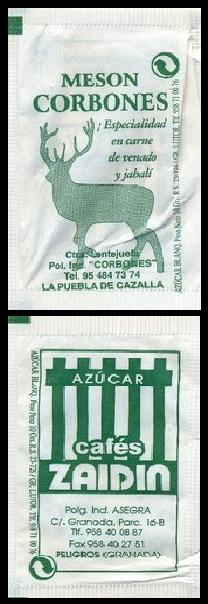 MESON
CORBONES
¡Especialidad
en carne
de venado
y jabalí
Ctra. Lantejuela
Pol. Ind. "CORBONES"
Tel. 95 484 73 74
LA PUEBLA DE CAZALLA
AZÚCAR
cafés
ZAIDIN
Polg. Ind. ASEGRA
C/. Granada, Parc. 16-B
Tlf. 958 40 08 87
Fax 958 40 27 51
PELIGROS (GRANADA)